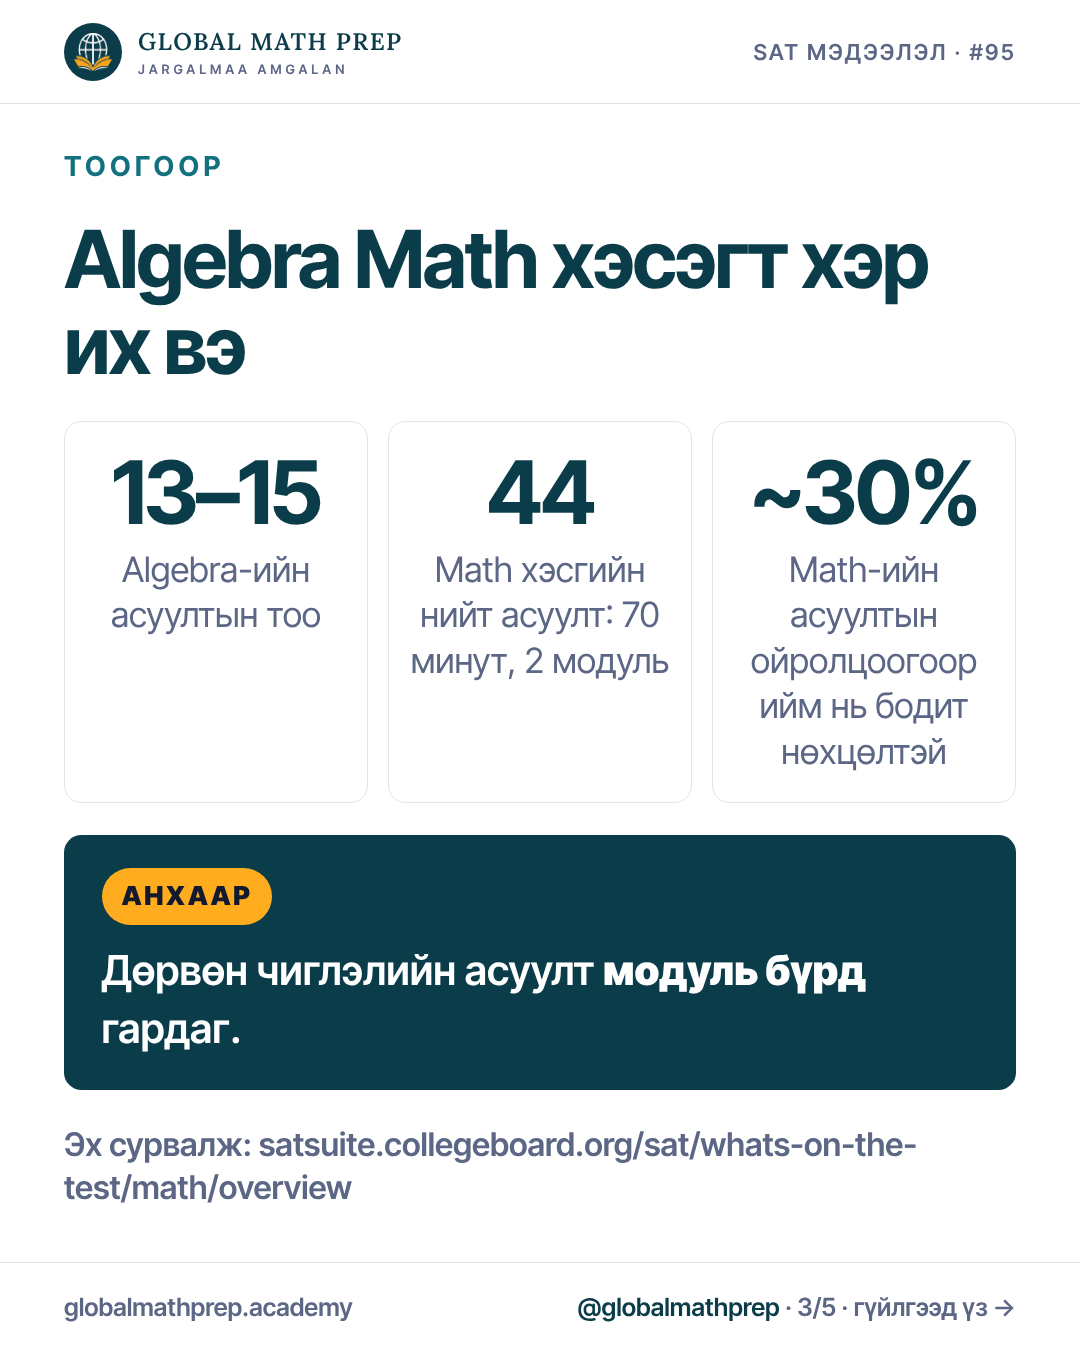 GLOBAL MATH PREP
JARGALMAA AMGALAN
SAT МЭДЭЭЛЭЛ · #95
ТООГООР
Algebra Math хэсэгт хэр
их вэ
13–15
Algebra-ийн
асуултын тоо
44
Math хэсгийн
нийт асуулт: 70
минут, 2 модуль
~30%
Math-ийн
асуултын
ойролцоогоор
ийм нь бодит
нөхцөлтэй
АНХААР
Дөрвөн чиглэлийн асуулт модуль бүрд
гардаг.
Эх сурвалж: satsuite.collegeboard.org/sat/whats-on-the-
test/math/overview
globalmathprep.academy
@globalmathprep · 3/5 · гүйлгээд үз →